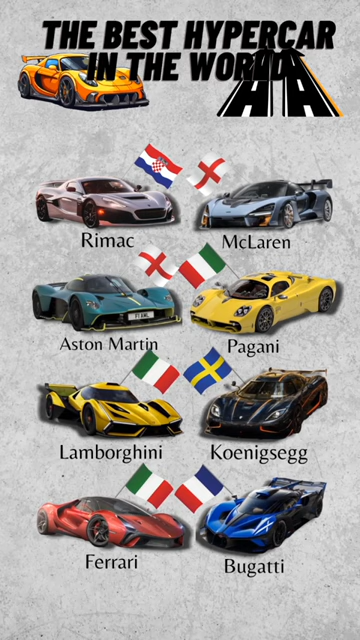 THE BEST HYPERCAR
IN THE WORLD
Rimac
McLaren
Aston Martin
Pagani
Lamborghini
Koenigsegg
Ferrari
Bugatti